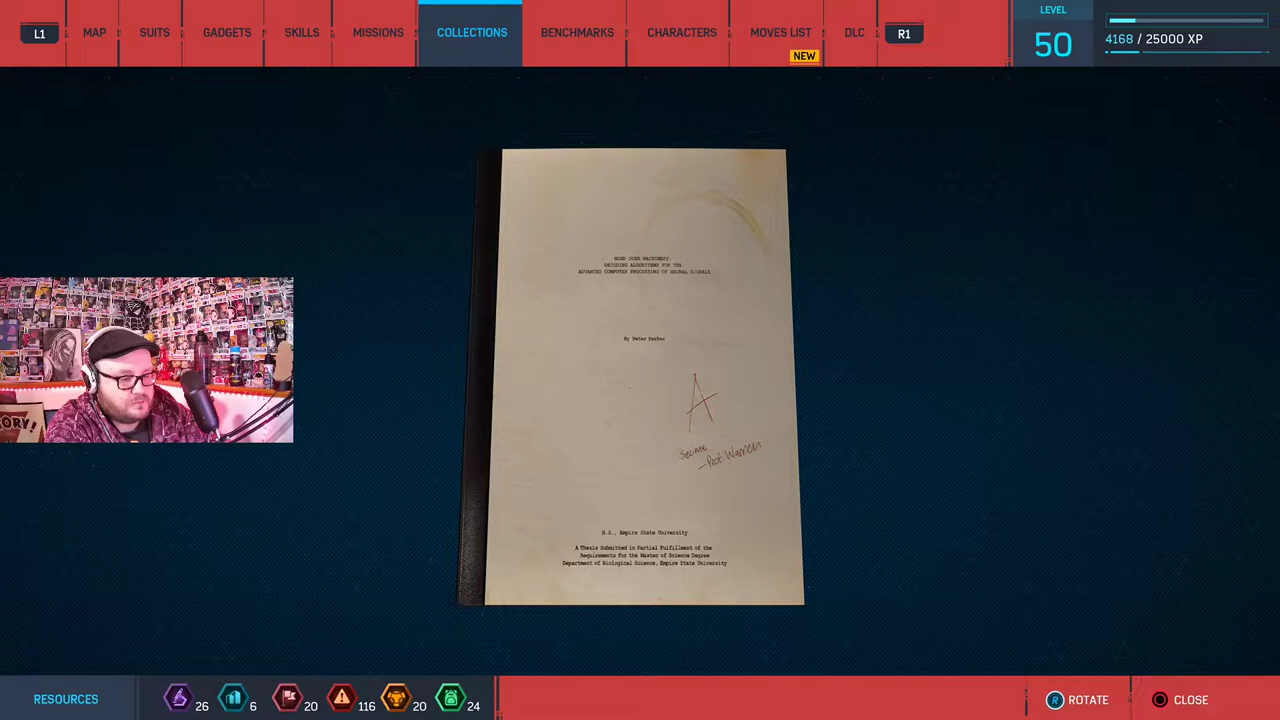 L1 MAP SUITS GADGETS SKILLS MISSIONS COLLECTIONS BENCHMARKS CHARACTERS MOVES LIST DLC R1
NEW
LEVEL
50
4168 / 25000 XP
MIND OVER MACHINERY:
DECODING ALGORITHMS FOR THE
ADVANCED COMPUTER PROCESSING OF NEURAL SIGNALS
By Peter Parker
A
-Prof. Warren
B.S., Empire State University
A Thesis Submitted in Partial Fulfillment of the
Requirements for the Master of Science Degree
Department of Biological Science, Empire State University
TORY!
RESOURCES 26 6 20 116 20 24
R ROTATE CLOSE